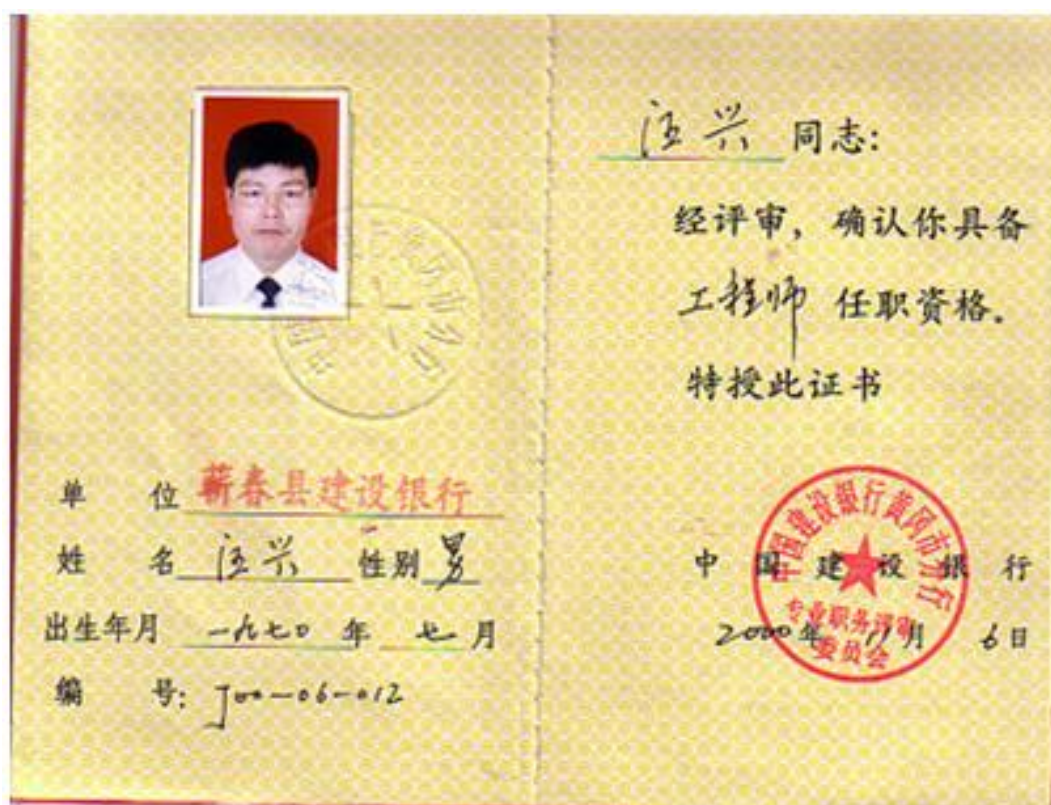 单 位 蕲春县建设银行
姓 名 汪兴 性别 男
出生年月 一九七〇 年 七 月
编 号: J00-06-012
汪兴 同志:
经评审, 确认你具备
工程师 任职资格。
特授此证书
中国建设银行
2000年 11月 6日
中国建设银行黄冈市分行
专业职务评审
委员会